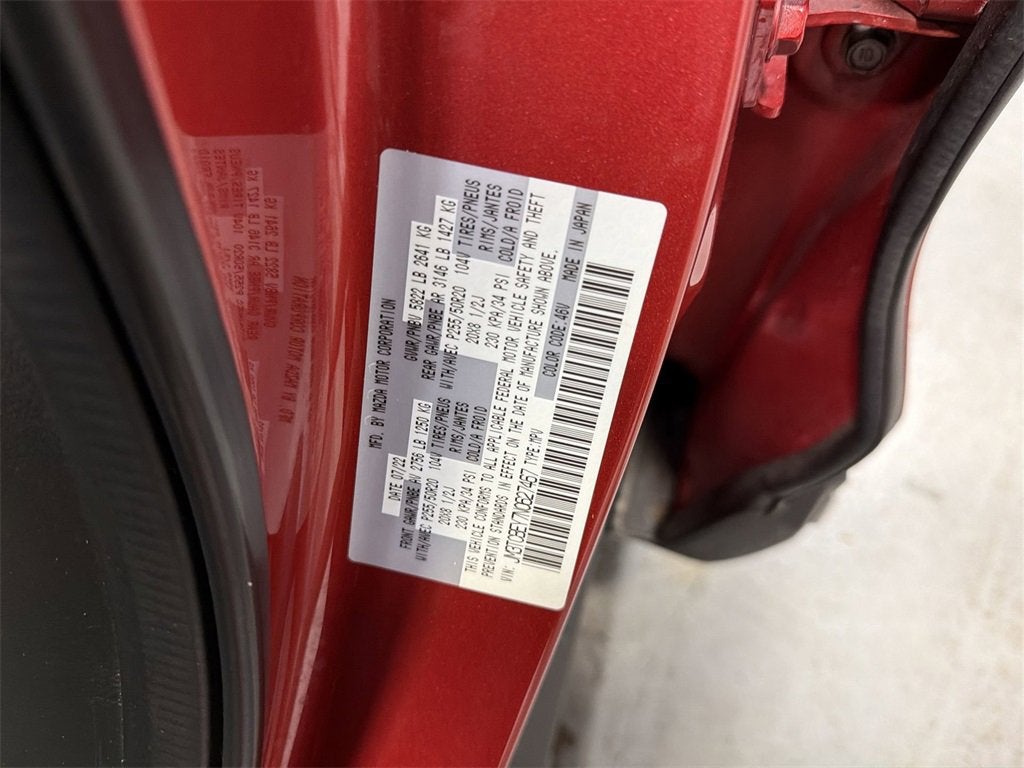 MFD. BY MAZDA MOTOR CORPORATION
DATE 07/22 GVWR/PNBV 5822 LB 2641 KG
FRONT GAWR/PNBE AV 2756 LB 1250 KG REAR GAWR/PNBE AR 3146 LB 1427 KG
WITH/AVEC P255/50R20 104V TIRES/PNEUS WITH/AVEC P255/50R20 104V TIRES/PNEUS
20X8 1/2J RIMS/JANTES 20X8 1/2J RIMS/JANTES
230 KPA/34 PSI COLD/A FROID 230 KPA/34 PSI COLD/A FROID
THIS VEHICLE CONFORMS TO ALL APPLICABLE FEDERAL MOTOR VEHICLE SAFETY AND THEFT
PREVENTION STANDARDS IN EFFECT ON THE DATE OF MANUFACTURE SHOWN ABOVE.
VIN: JM3TCBEY7N0627467 TYPE:MPV COLOR CODE:46V MADE IN JAPAN